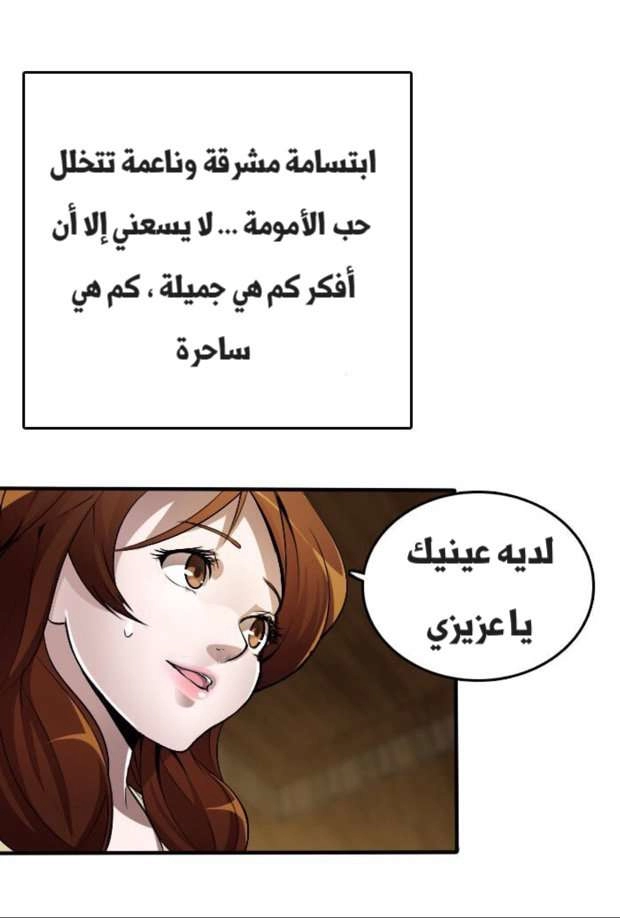 ابتسامة مشرقة وناعمة تتخلل
حب الأمومة ... لا يسعني إلا أن
أفكر كم هي جميلة ، كم هي
ساحرة
لديه عينيك
يا عزيزي